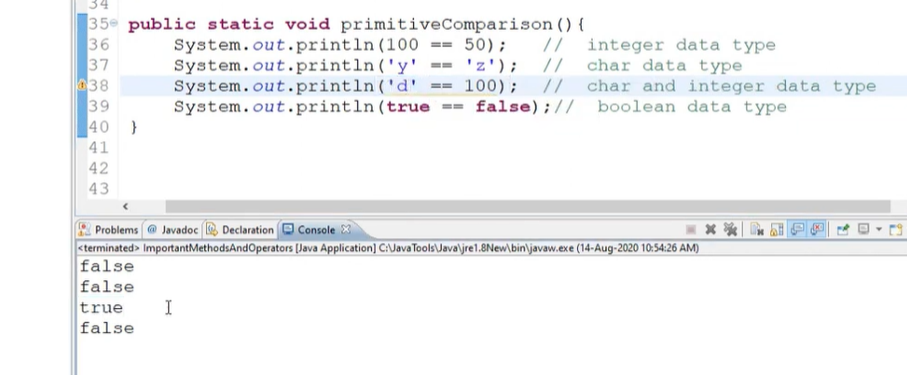 34
35 public static void primitiveComparison(){
36 System.out.println(100 == 50); // integer data type
37 System.out.println('y' == 'z'); // char data type
38 System.out.println('d' == 100); // char and integer data type
39 System.out.println(true == false);// boolean data type
40 }
41
42
43
Problems @ Javadoc Declaration Console
<terminated> ImportantMethodsAndOperators [Java Application] C:\JavaTools\Java\jre1.8New\bin\javaw.exe (14-Aug-2020 10:54:26 AM)
false
false
true
false